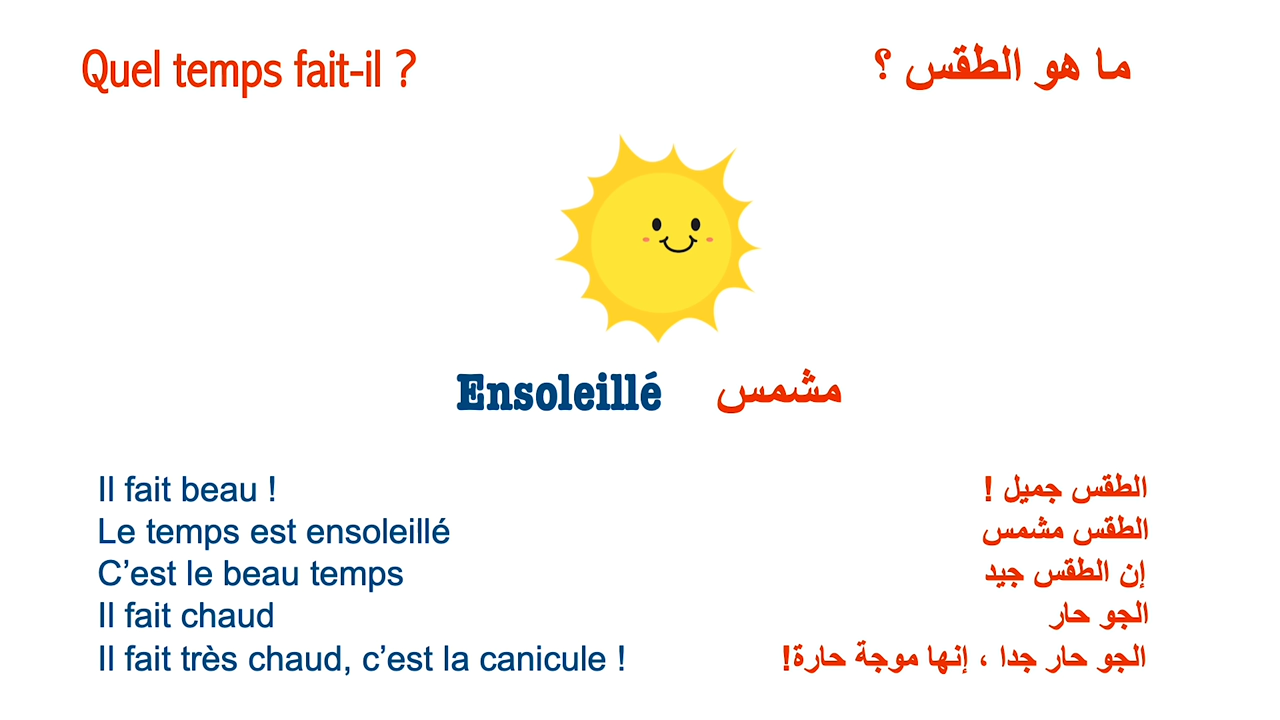 Quel temps fait-il ?
ما هو الطقس ؟
Ensoleillé
مشمس
Il fait beau !
الطقس جميل !
Le temps est ensoleillé
الطقس مشمس
C’est le beau temps
إن الطقس جيد
Il fait chaud
الجو حار
Il fait très chaud, c’est la canicule !
الجو حار جدا ، إنها موجة حارة!